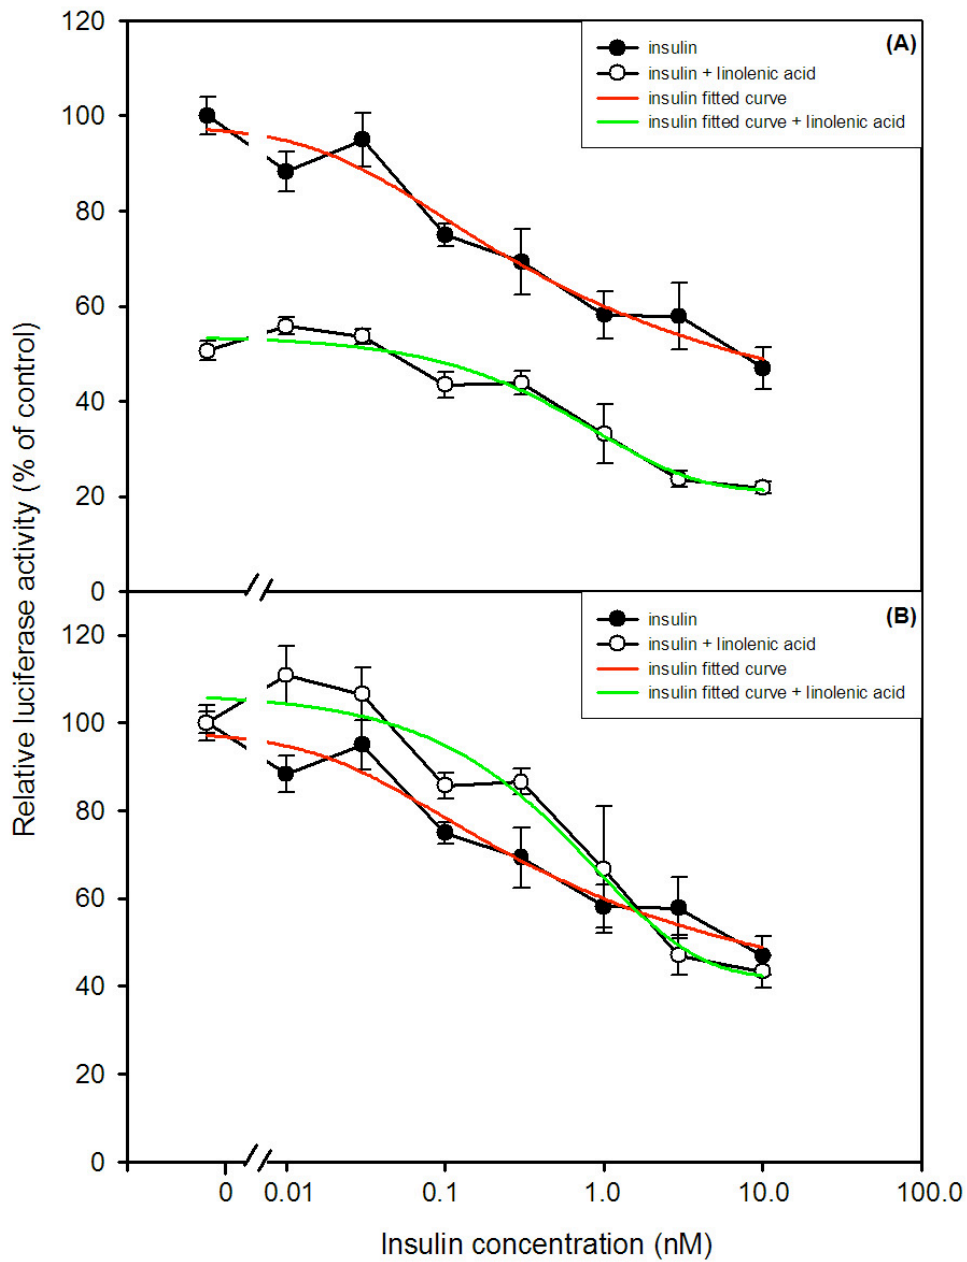 120
100
80
60
40
20
0
(A)
insulin
insulin + linolenic acid
insulin fitted curve
insulin fitted curve + linolenic acid
Relative luciferase activity (% of control)
120
100
80
60
40
20
0
(B)
insulin
insulin + linolenic acid
insulin fitted curve
insulin fitted curve + linolenic acid
0 0.01 0.1 1.0 10.0 100.0
Insulin concentration (nM)